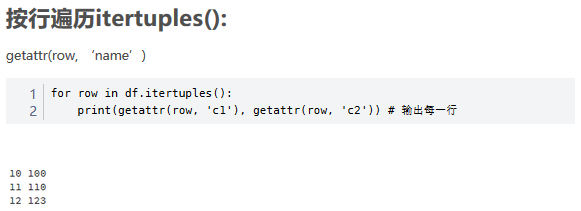 按行遍历itertuples():
getattr(row, ‘name’)
1 for row in df.itertuples():
2     print(getattr(row, 'c1'), getattr(row, 'c2')) # 输出每一行
10 100
11 110
12 123